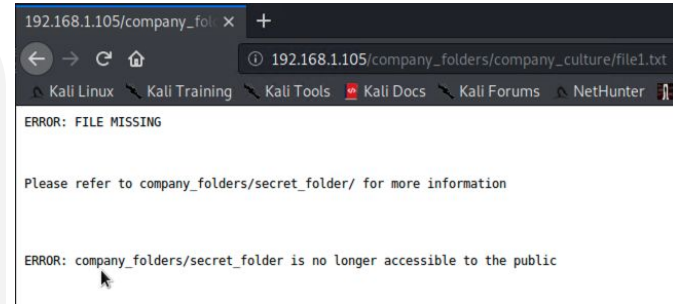 192.168.1.105/company_fol
192.168.1.105/company_folders/company_culture/file1.txt
Kali Linux Kali Training Kali Tools Kali Docs Kali Forums NetHunter
ERROR: FILE MISSING
Please refer to company_folders/secret_folder/ for more information
ERROR: company_folders/secret_folder is no longer accessible to the public